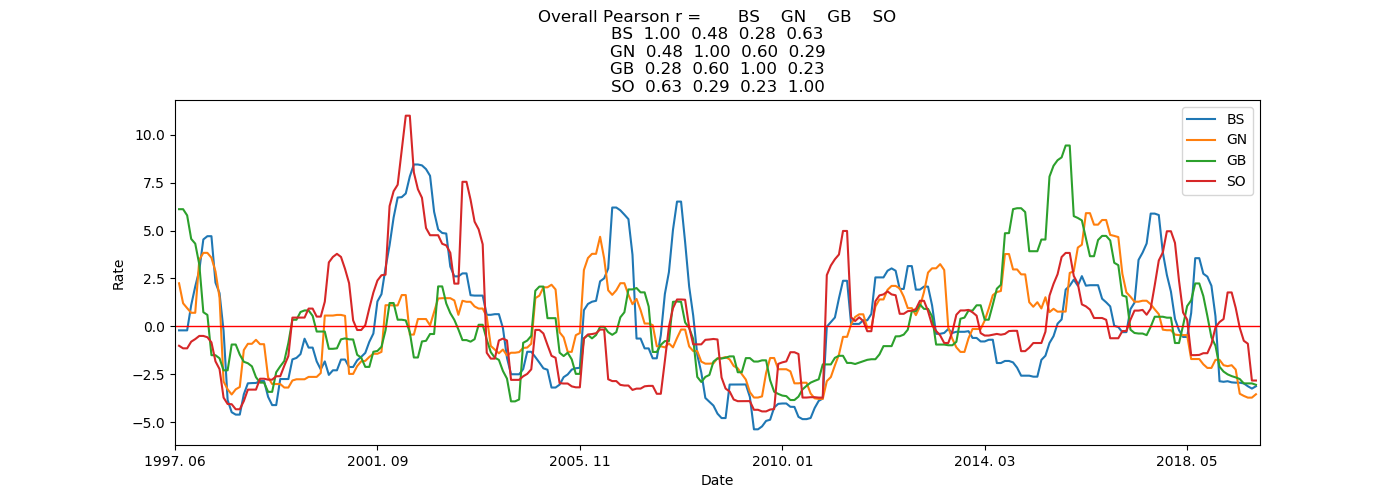 Overall Pearson r = BS GN GB SO
BS 1.00 0.48 0.28 0.63
GN 0.48 1.00 0.60 0.29
GB 0.28 0.60 1.00 0.23
SO 0.63 0.29 0.23 1.00
BS
GN
GB
SO
10.0
7.5
5.0
2.5
0.0
−2.5
−5.0
Rate
1997. 06
2001. 09
2005. 11
2010. 01
2014. 03
2018. 05
Date